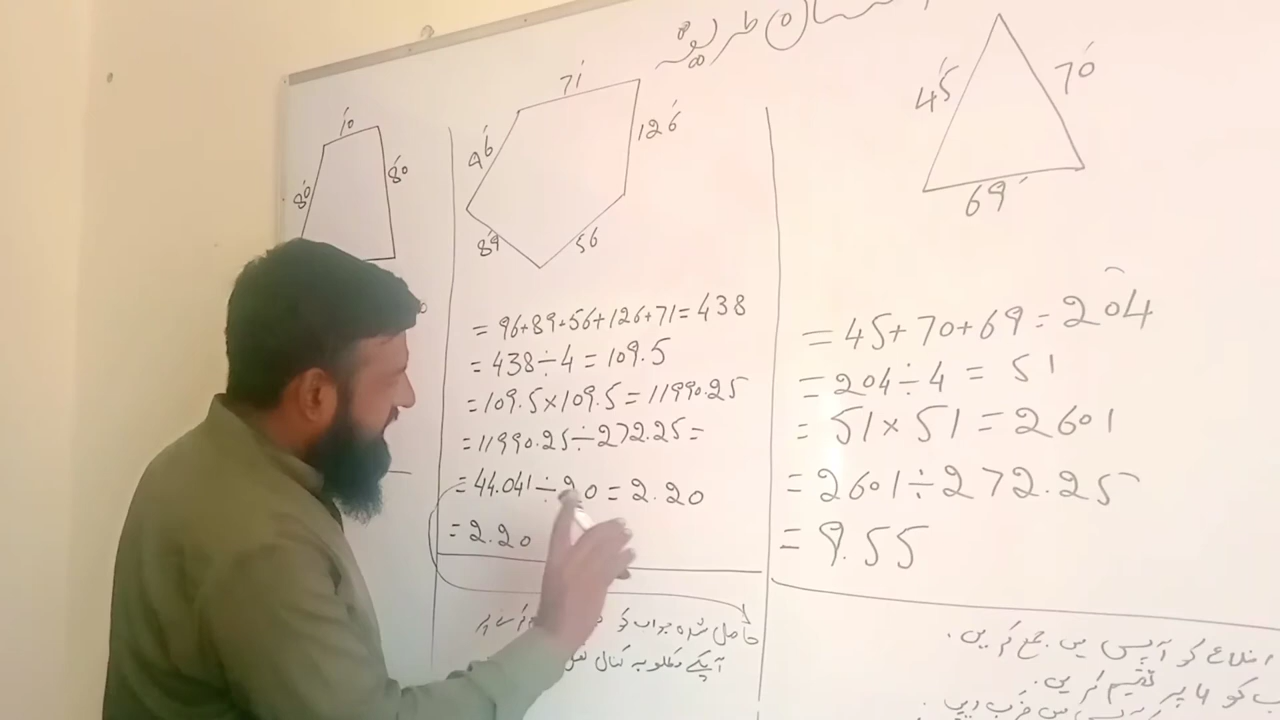 طریقہ
10
80
80
71
126
96
89
56
= 96+89+56+126+71=438
= 438÷4 = 109.5
=109.5×109.5=11990.25
=11990.25÷272.25=
=44.041÷20=2.20
=2.20
حاصل شدہ جواب کو
آپکے مطلوبہ کنال
45
70
69
= 45+70+69=204
=204÷4 = 51
= 51×51=2601
=2601÷272.25
=9.55
اضلاع کو آپس میں جمع کریں.
کو 4 پر تقسیم کریں.
میں ضرب دیں